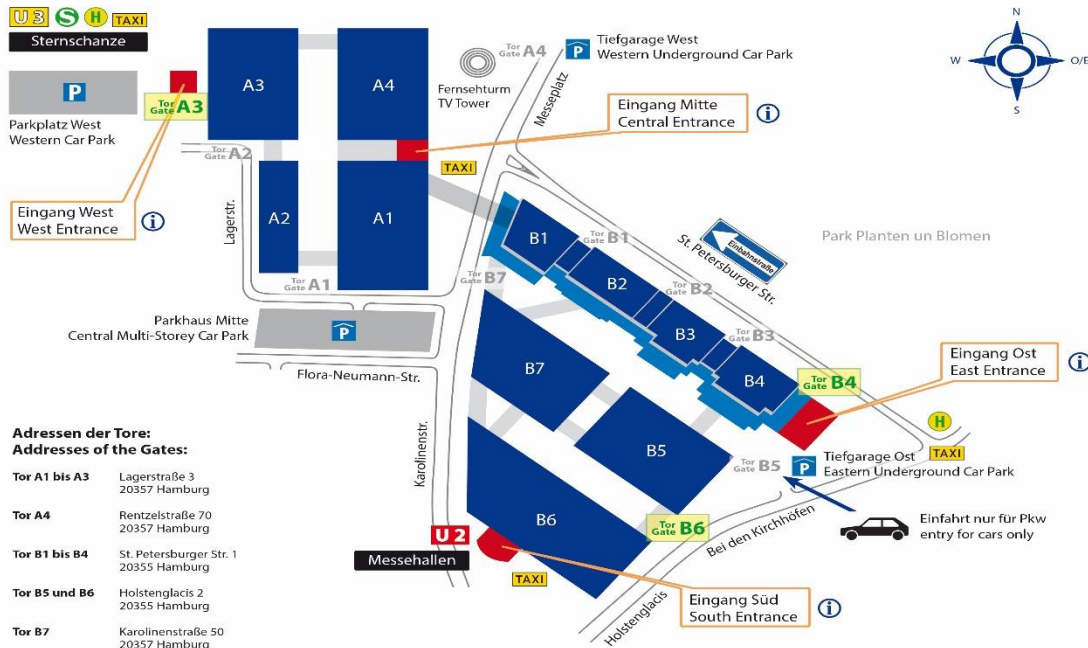 U3 S H TAXI
Sternschanze
P
Parkplatz West
Western Car Park
Tor
Gate A3
A3
A4
Fernsehturm
TV Tower
Tor
Gate A4
P
Tiefgarage West
Western Underground Car Park
Messeplatz
Eingang Mitte
Central Entrance
i
N
W
O/E
S
Tor
Gate A2
TAXI
Eingang West
West Entrance
i
Lagerstr.
A2
A1
Tor
Gate A1
B1
Tor
Gate B1
Einbahnstraße
St. Petersburger Str.
Park Planten un Blomen
Tor
Gate B7
B2
Tor
Gate B2
Parkhaus Mitte
Central Multi-Storey Car Park
P
B3
Tor
Gate B3
Flora-Neumann-Str.
B7
B4
Tor
Gate B4
Eingang Ost
East Entrance
i
H
TAXI
Karolinenstr.
B5
Tor
Gate B5
P
Tiefgarage Ost
Eastern Underground Car Park
B6
Tor
Gate B6
Bei den Kirchhöfen
Einfahrt nur für Pkw
entry for cars only
U2
Messehallen
TAXI
Holstenglacis
Eingang Süd
South Entrance
i
Adressen der Tore:
Addresses of the Gates:
Tor A1 bis A3 Lagerstraße 3
20357 Hamburg
Tor A4 Rentzelstraße 70
20357 Hamburg
Tor B1 bis B4 St. Petersburger Str. 1
20355 Hamburg
Tor B5 und B6 Holstenglacis 2
20355 Hamburg
Tor B7 Karolinenstraße 50
20357 Hamburg